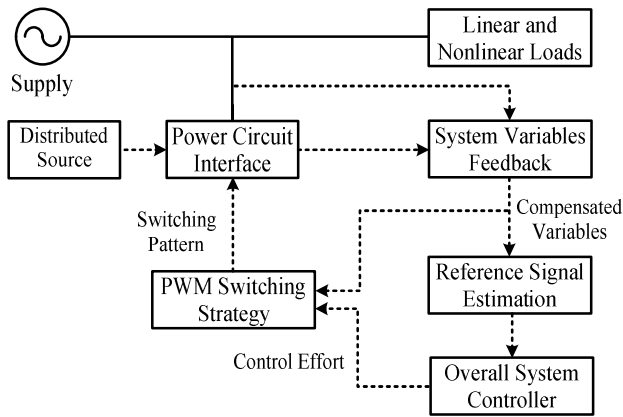 Linear and
Nonlinear Loads
Supply
Distributed
Source
Power Circuit
Interface
System Variables
Feedback
Switching
Pattern
Compensated
Variables
PWM Switching
Strategy
Reference Signal
Estimation
Control Effort
Overall System
Controller